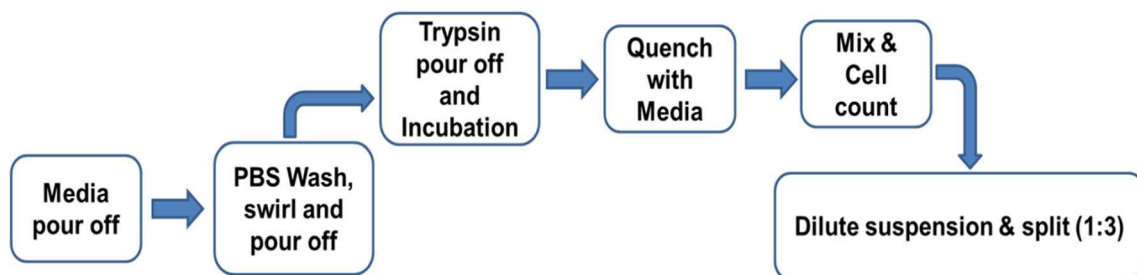 Media
pour off
PBS Wash,
swirl and
pour off
Trypsin
pour off
and
Incubation
Quench
with
Media
Mix &
Cell
count
Dilute suspension & split (1:3)